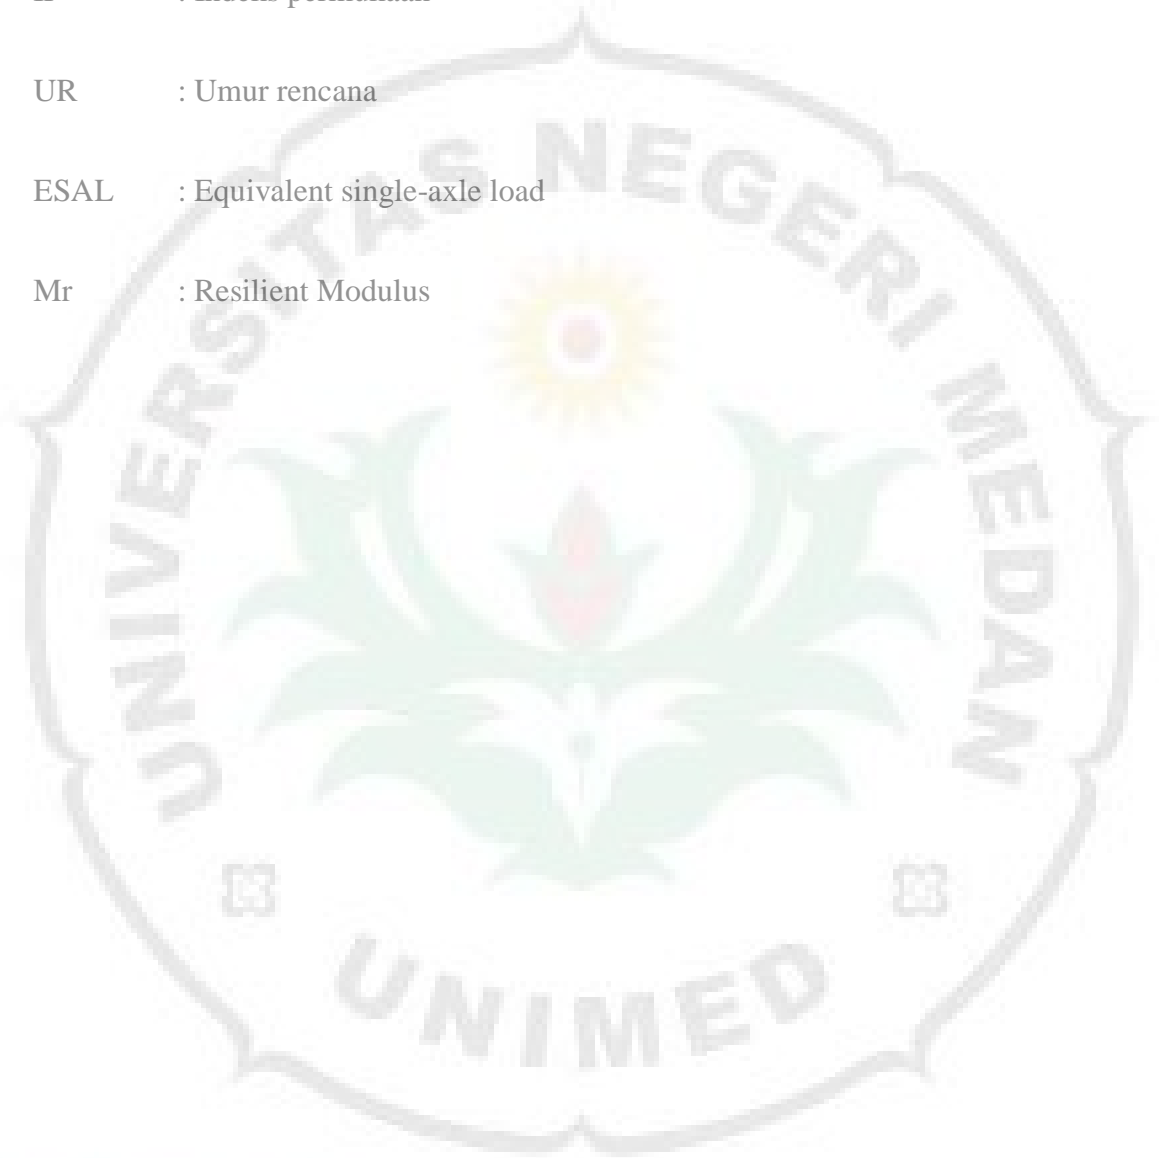 UR : Umur rencana
ESAL : Equivalent single-axle load
Mr : Resilient Modulus
UNIVERSITAS NEGERI MEDAN
UNIMED